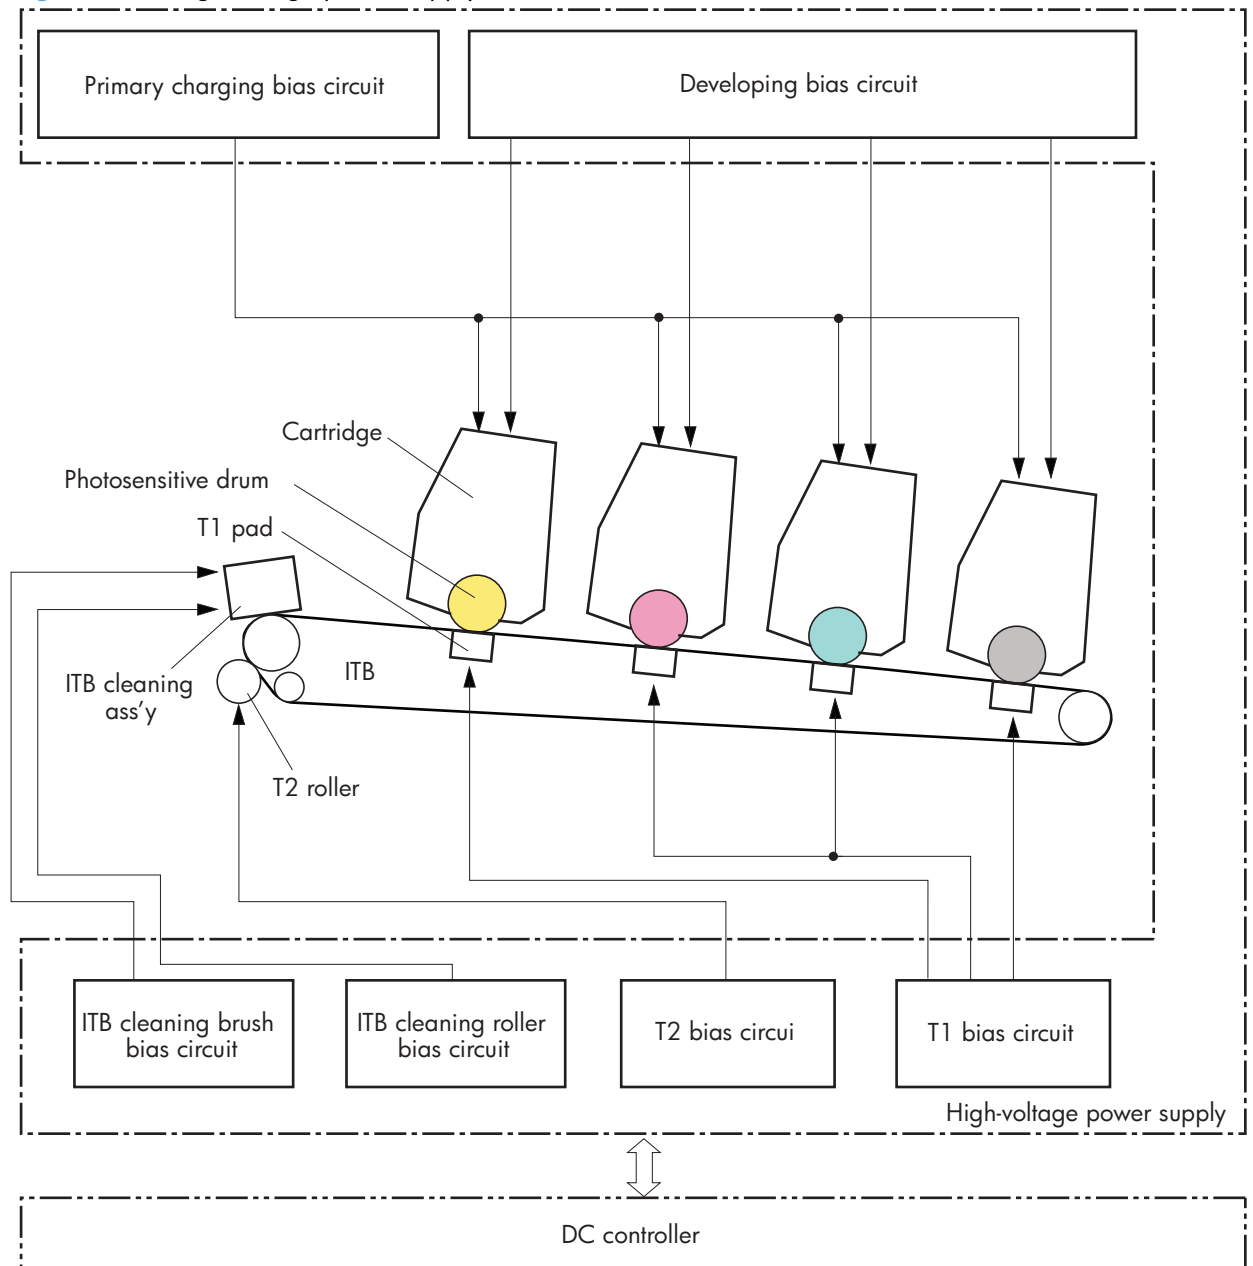 Primary charging bias circuit
Developing bias circuit
Cartridge
Photosensitive drum
T1 pad
ITB cleaning
ass'y
ITB
T2 roller
ITB cleaning brush
bias circuit
ITB cleaning roller
bias circuit
T2 bias circui
T1 bias circuit
High-voltage power supply
DC controller